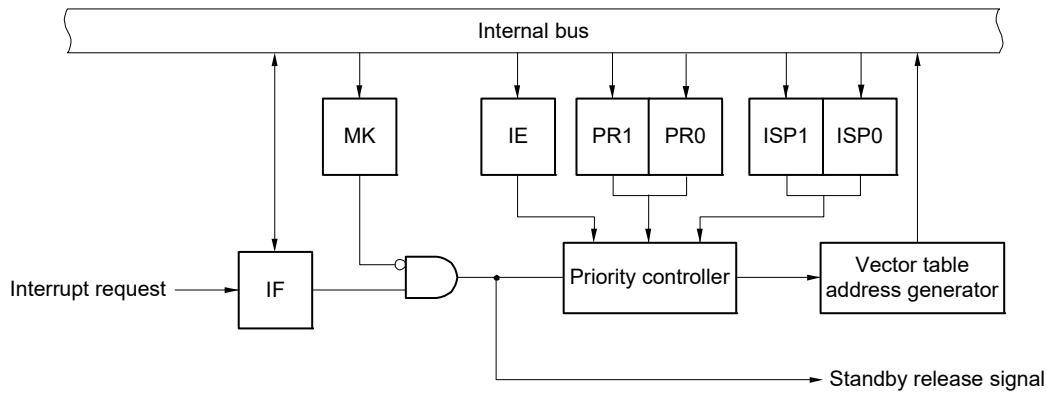 Internal bus
MK
IE
PR1
PR0
ISP1
ISP0
Interrupt request
IF
Priority controller
Vector table
address generator
Standby release signal